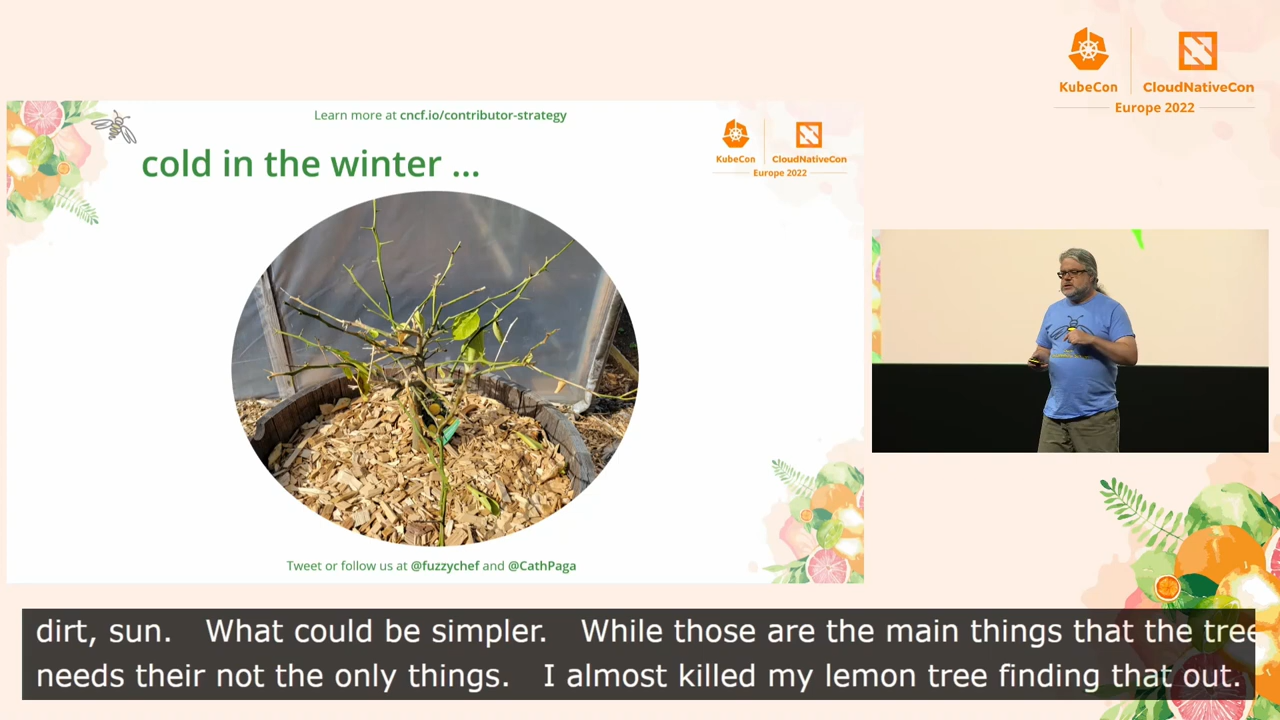 KubeCon
CloudNativeCon
Europe 2022
Learn more at cncf.io/contributor-strategy
cold in the winter ...
KubeCon
CloudNativeCon
Europe 2022
Tweet or follow us at @fuzzychef and @CathPaga
dirt, sun. What could be simpler. While those are the main things that the tree
needs their not the only things. I almost killed my lemon tree finding that out.